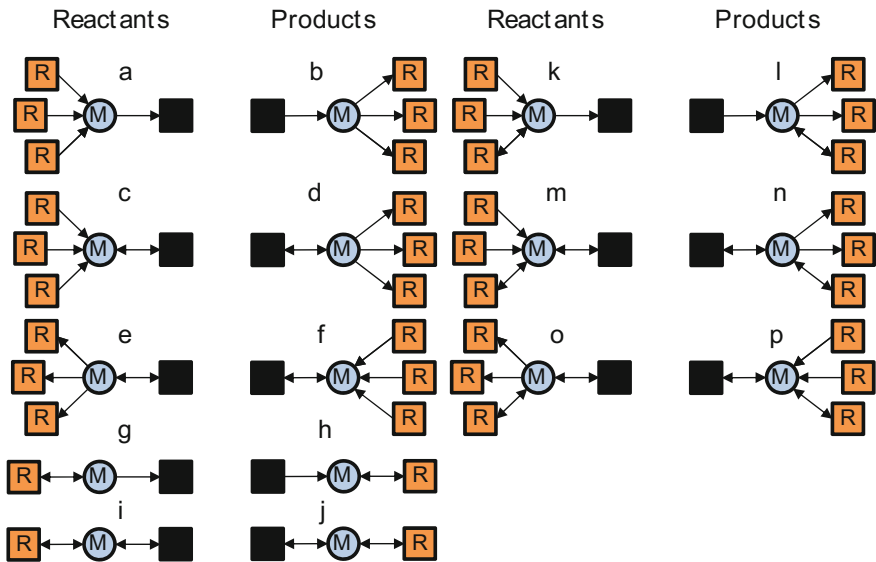 Reactants Products Reactants Products
R a b R R k l R
R M M R R M M R
R R R R
R c d R R m n R
R M M R R M M R
R R R R
R e f R R o p R
R M M R R M M R
R R R R
g h
R M M R
i j
R M M R